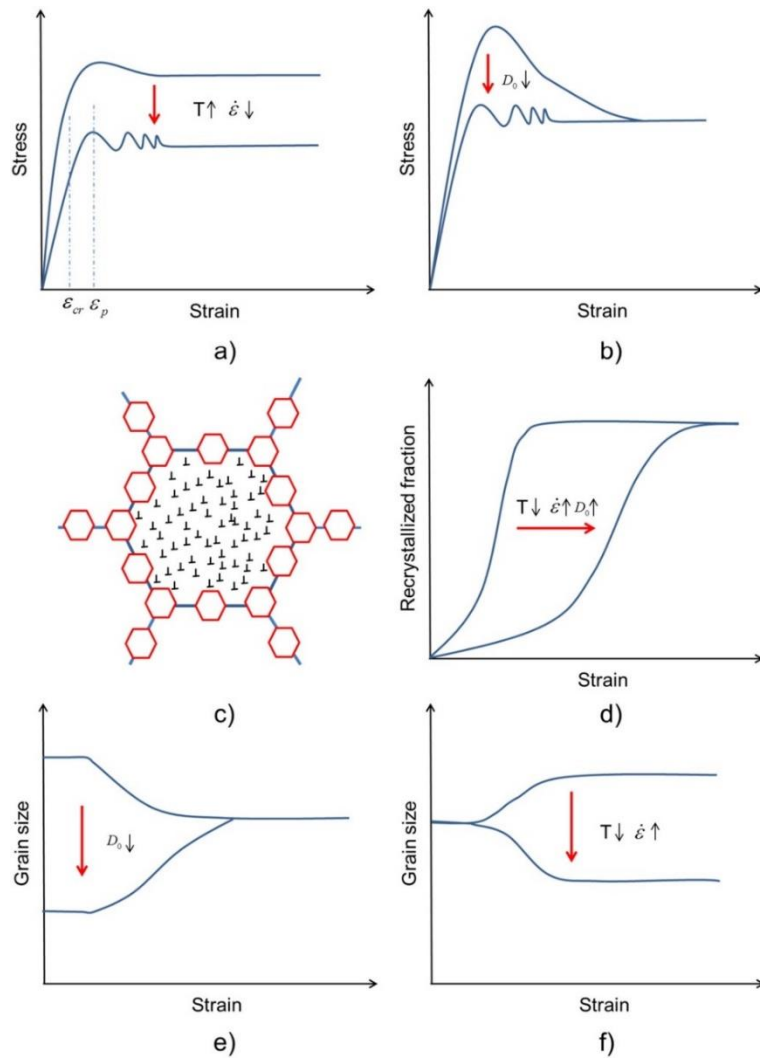 Stress
T↑ ε̇↓
ε_cr ε_p
Strain
a)
Stress
D₀↓
Strain
b)
c)
Recrystallized fraction
T↓ ε̇↑ D₀↑
Strain
d)
Grain size
D₀↓
Strain
e)
Grain size
T↓ ε̇↑
Strain
f)